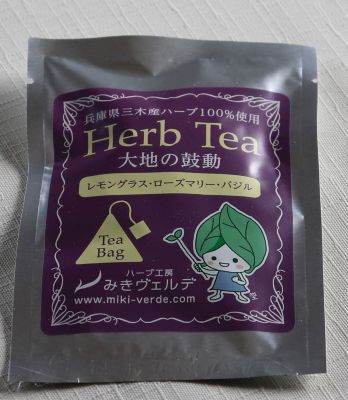 兵庫県三木産ハーブ100%使用
Herb Tea
大地の鼓動
レモングラス・ローズマリー・バジル
Tea
Bag
ハーブ工房
みきヴェルデ
www.miki-verde.com